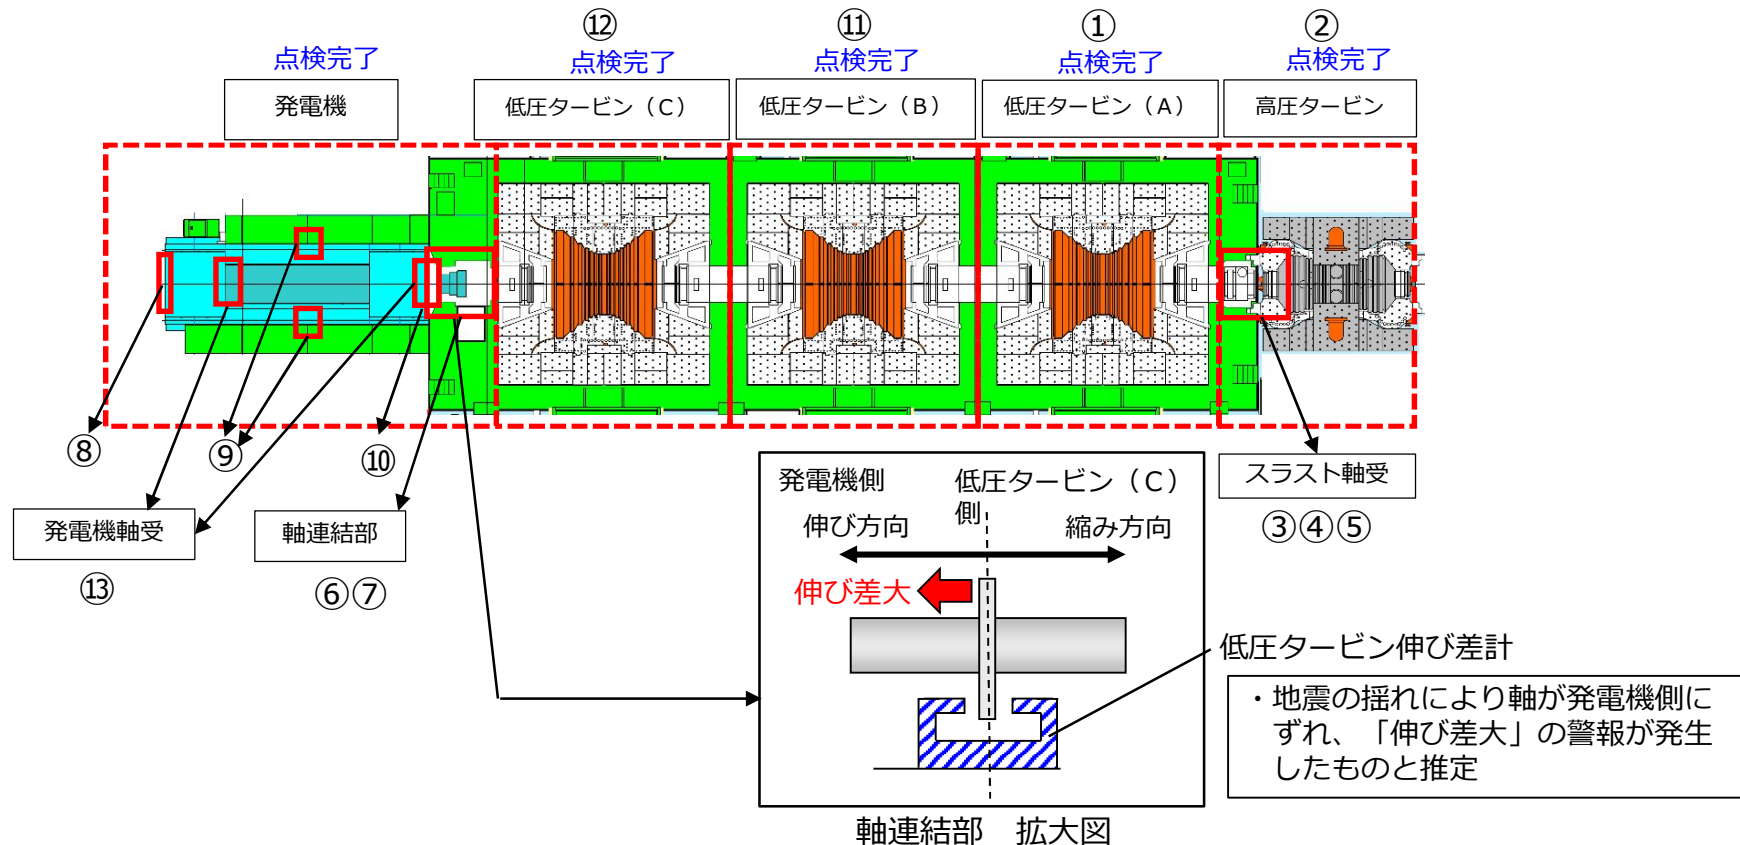 ⑫
⑪
①
②
点検完了
点検完了
点検完了
点検完了
点検完了
発電機
低圧タービン（C）
低圧タービン（B）
低圧タービン（A）
高圧タービン
⑧
⑨
⑩
発電機軸受
⑬
軸連結部
⑥⑦
スラスト軸受
③④⑤
発電機側
低圧タービン（C）
側
伸び方向
縮み方向
伸び差大
低圧タービン伸び差計
・地震の揺れにより軸が発電機側に
ずれ、「伸び差大」の警報が発生
したものと推定
軸連結部　拡大図